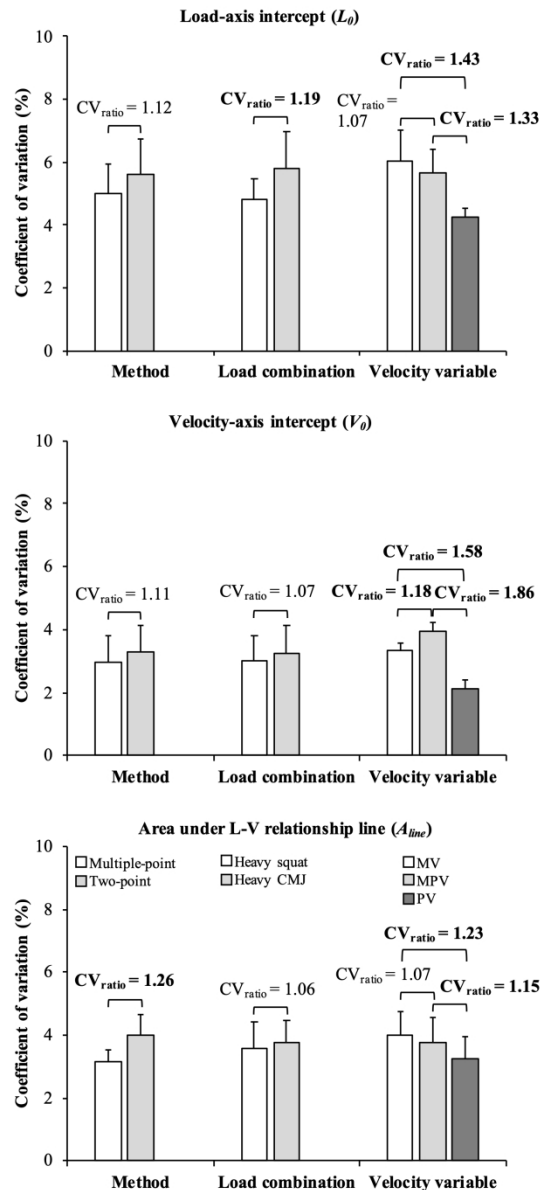 Load-axis intercept (L₀)
Coefficient of variation (%)
10
8
6
4
2
0
CVratio = 1.12
CVratio = 1.19
CVratio = 1.07
CVratio = 1.43
CVratio = 1.33
Method
Load combination
Velocity variable
Velocity-axis intercept (V₀)
Coefficient of variation (%)
10
8
6
4
2
0
CVratio = 1.11
CVratio = 1.07
CVratio = 1.58
CVratio = 1.18
CVratio = 1.86
Method
Load combination
Velocity variable
Area under L-V relationship line (Aline)
Coefficient of variation (%)
10
8
6
4
2
0
Multiple-point
Two-point
Heavy squat
Heavy CMJ
MV
MPV
PV
CVratio = 1.26
CVratio = 1.06
CVratio = 1.23
CVratio = 1.07
CVratio = 1.15
Method
Load combination
Velocity variable